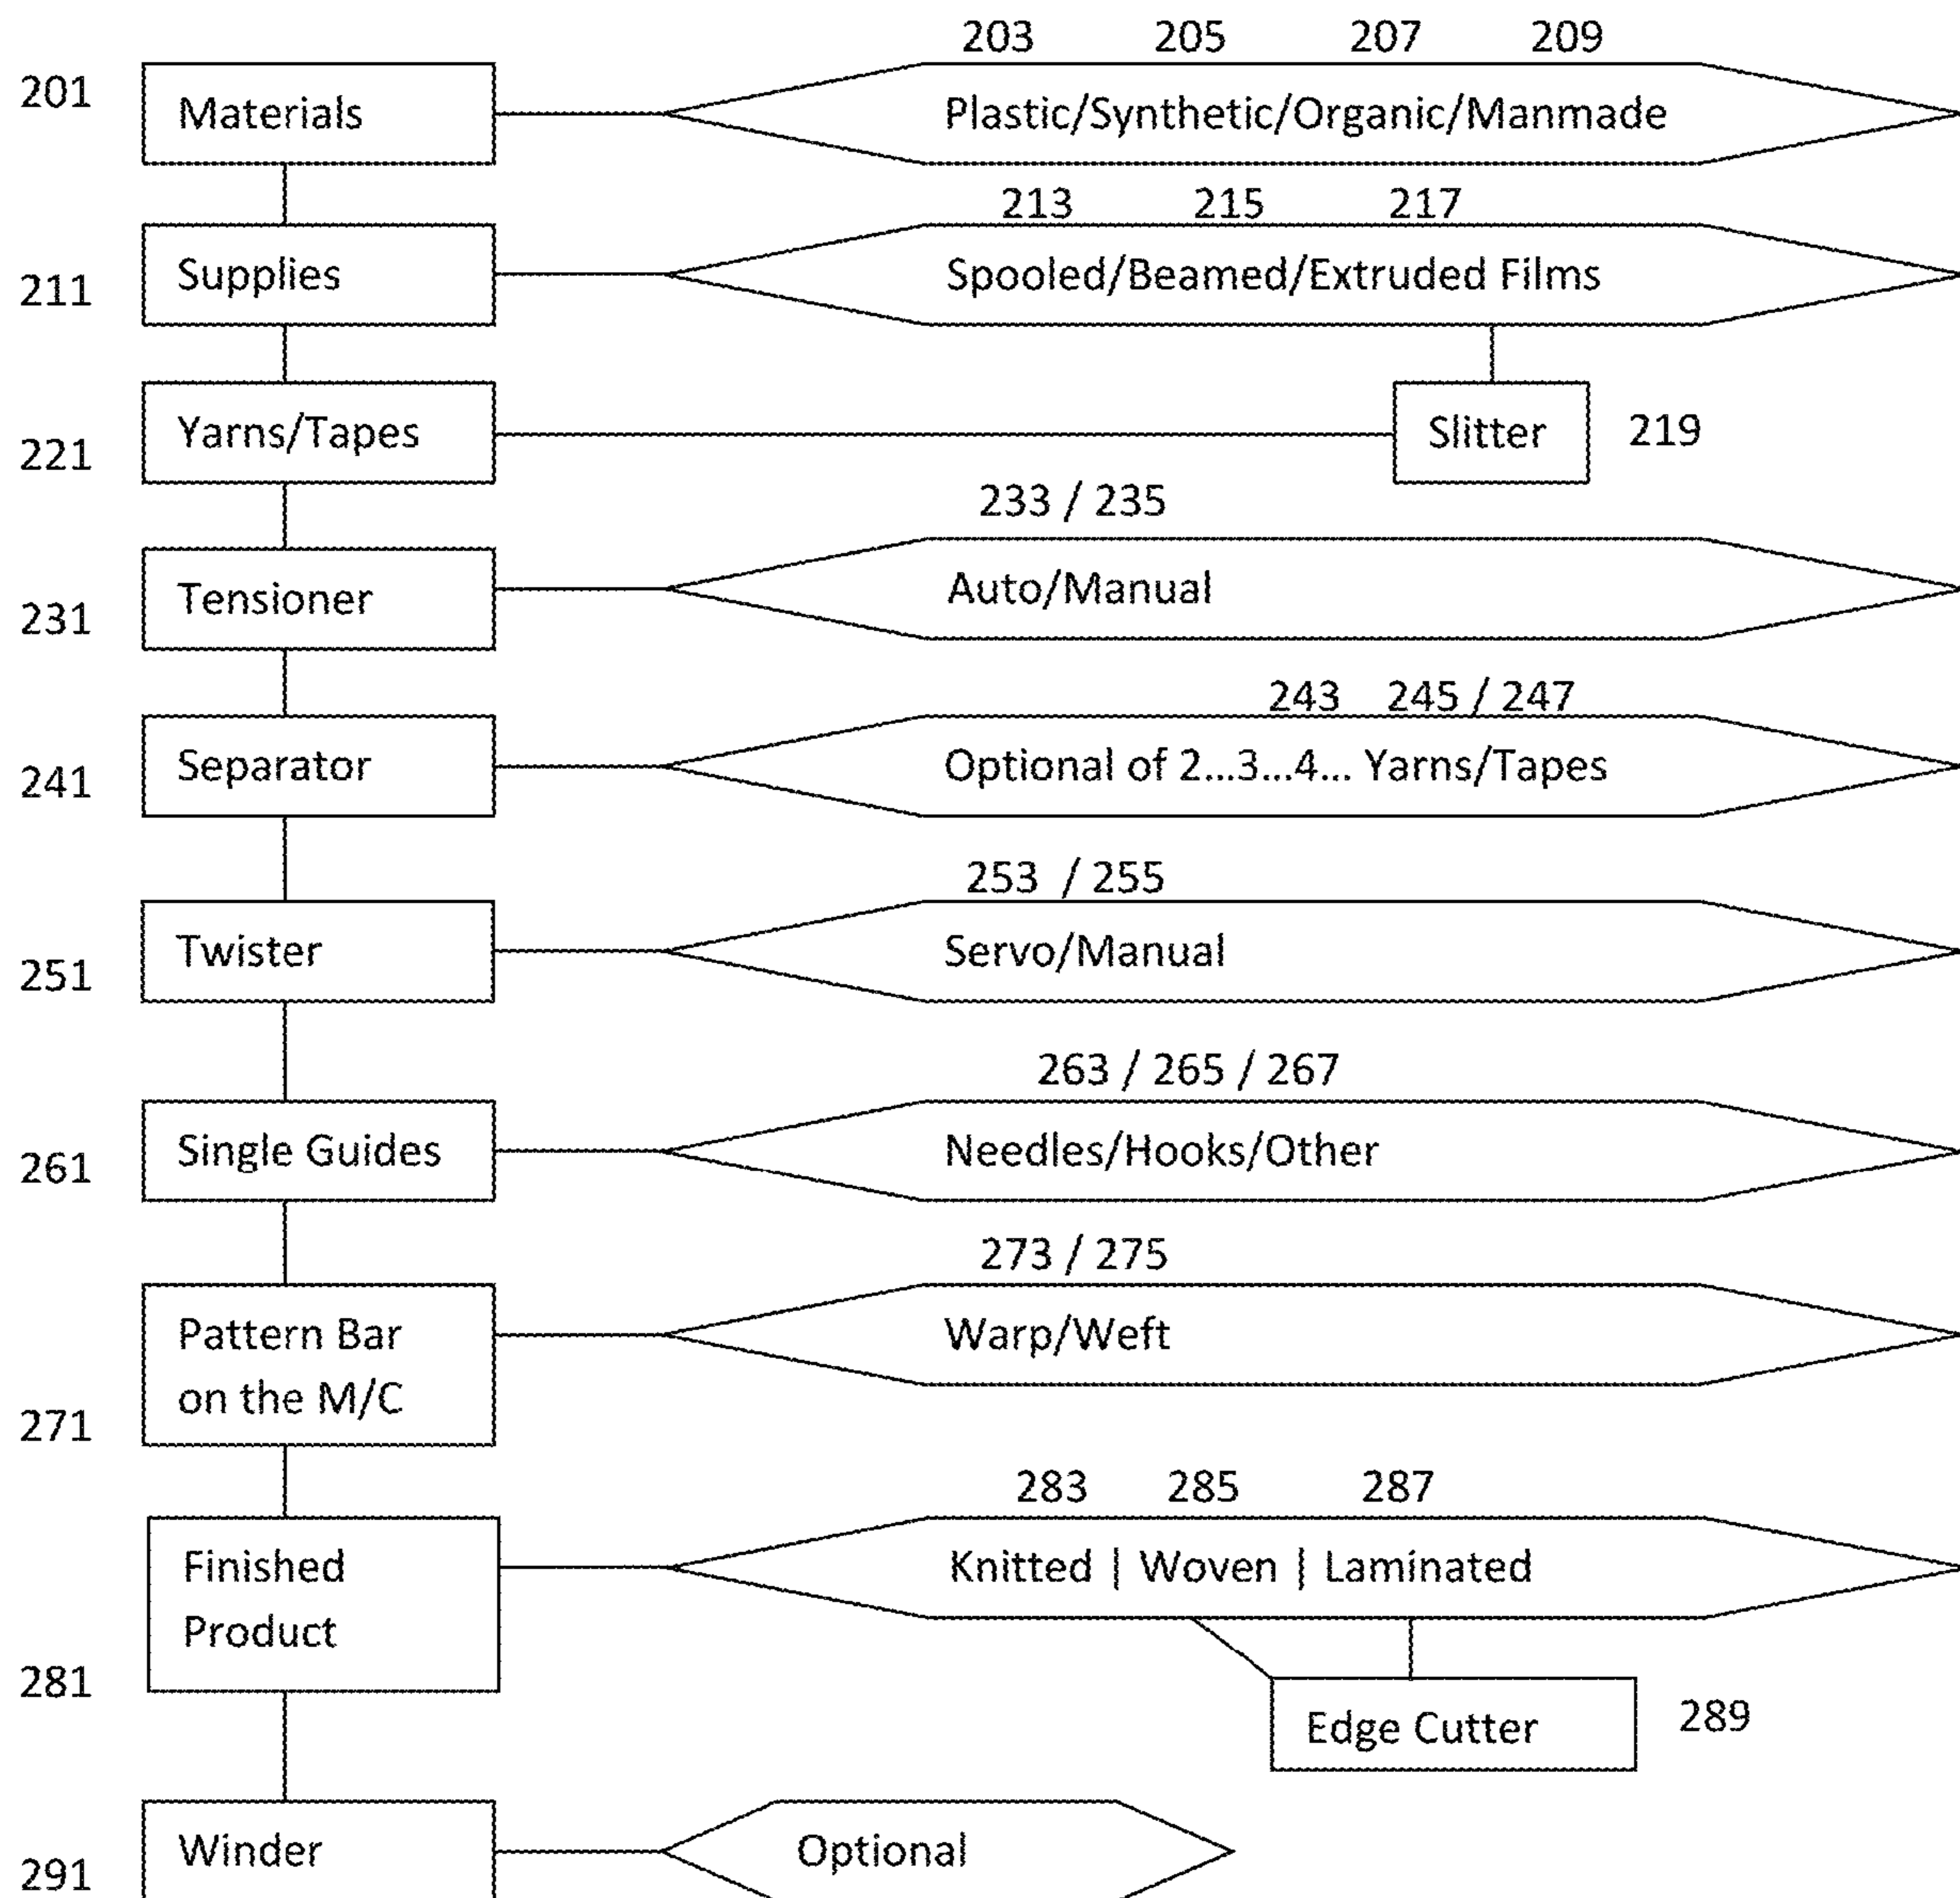 203 205 207 209
201 Materials Plastic/Synthetic/Organic/Manmade
213 215 217
211 Supplies Spooled/Beamed/Extruded Films
221 Yarns/Tapes Slitter 219
233 / 235
231 Tensioner Auto/Manual
243 245 / 247
241 Separator Optional of 2...3...4... Yarns/Tapes
253 / 255
251 Twister Servo/Manual
263 / 265 / 267
261 Single Guides Needles/Hooks/Other
273 / 275
Pattern Bar Warp/Weft
on the M/C
271
283 285 287
Finished Knitted | Woven | Laminated
Product
281
Edge Cutter 289
291 Winder Optional